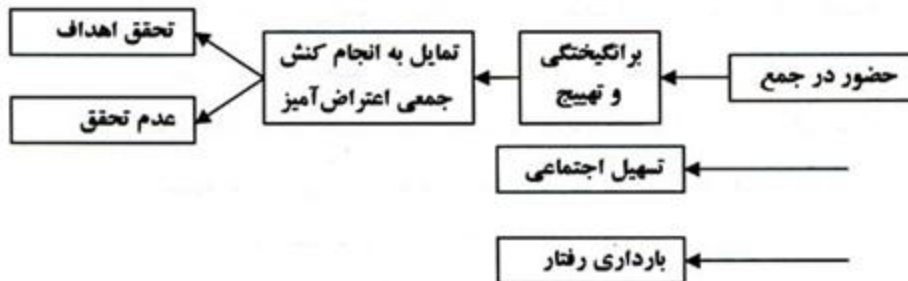 حضور در جمع
برانگیختگی
و تهییج
تمایل به انجام کنش
جمعی اعتراض‌آمیز
تحقق اهداف
عدم تحقق
تسهیل اجتماعی
بارداری رفتار